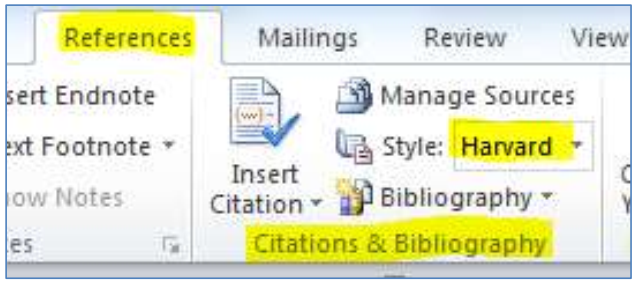 References Mailings Review View
sert Endnote
ext Footnote
ow Notes
es
Insert
Citation
Manage Sources
Style: Harvard
Bibliography
Citations & Bibliography